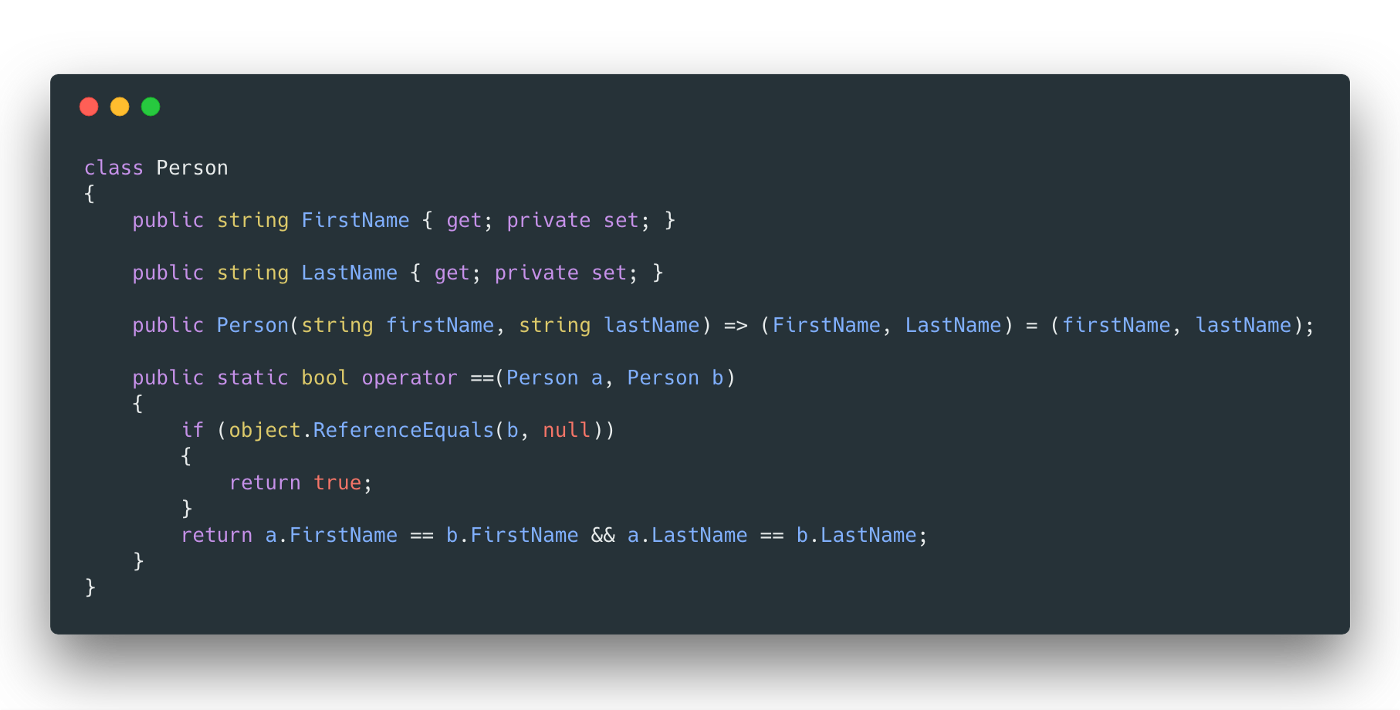 class Person
{
    public string FirstName { get; private set; }
    public string LastName { get; private set; }
    public Person(string firstName, string lastName) => (FirstName, LastName) = (firstName, lastName);
    public static bool operator ==(Person a, Person b)
    {
        if (object.ReferenceEquals(b, null))
        {
            return true;
        }
        return a.FirstName == b.FirstName && a.LastName == b.LastName;
    }
}